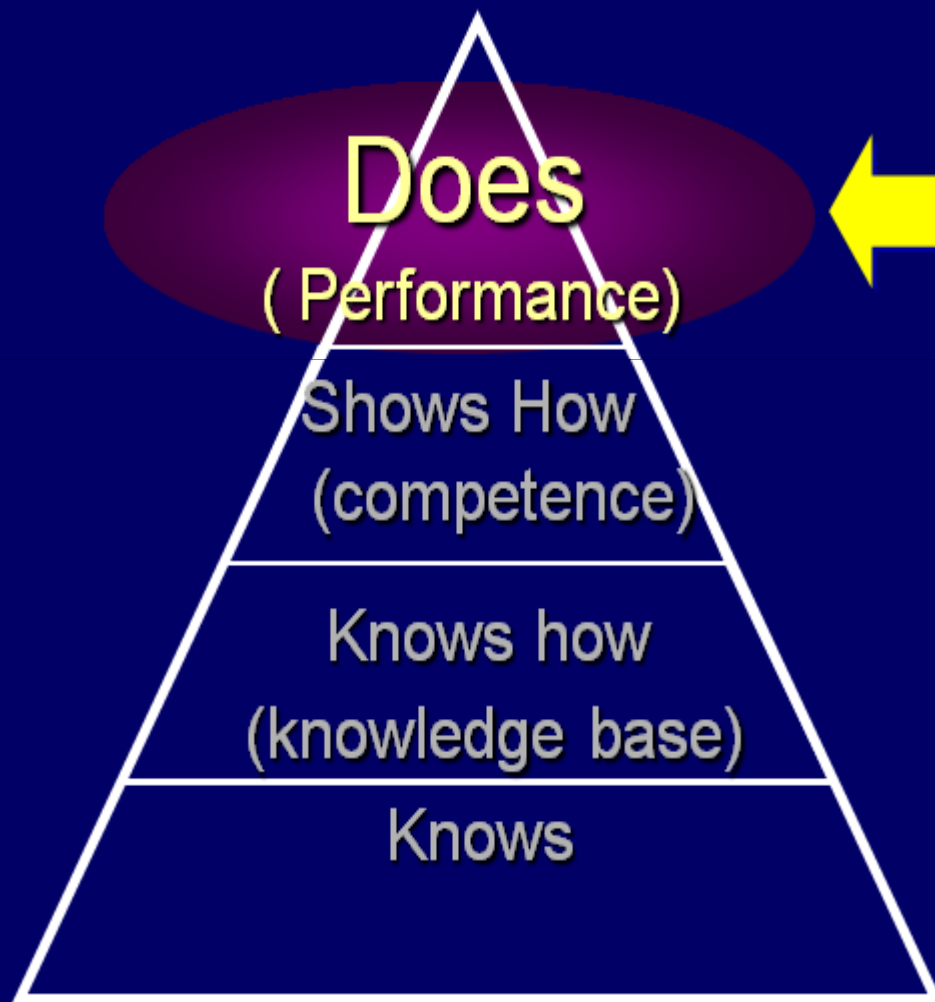 Does
( Performance)
Shows How
(competence)
Knows how
(knowledge base)
Knows